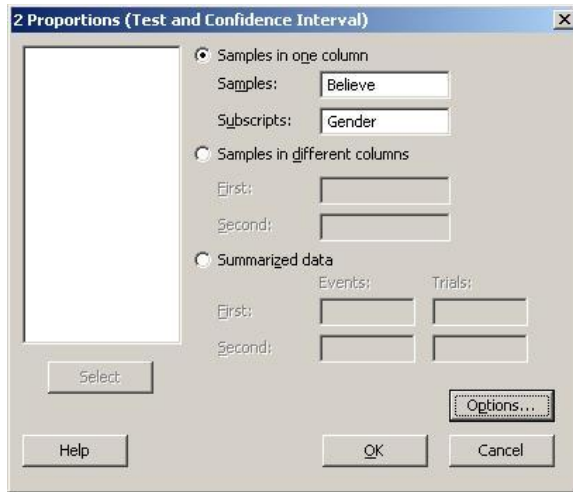 2 Proportions (Test and Confidence Interval)
Samples in one column
Samples: Believe
Subscripts: Gender
Samples in different columns
First:
Second:
Summarized data
Events: Trials:
First:
Second:
Select
Options...
Help OK Cancel